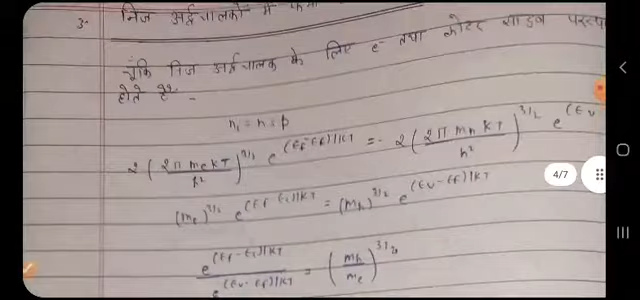 3. निज अर्द्धचालकों में
चूंकि निज अर्द्धचालक के लिए e⁻ तथा कोटर सान्द्रता
होते हैं -
nᵢ = n = p
2 (2π mₑ KT / h²)^3/2 e^(Ef-Ec)/KT = 2 (2π mₕ KT / h²)^3/2 e^(Ev
4/7
(mₑ)^3/2 e^(Ef-Ec)/KT = (mₕ)^3/2 e^(Ev-Ef)/KT
e^(Ef-Ec)/KT / e^(Ev-Ef)/KT = (mₕ / mₑ)^3/2